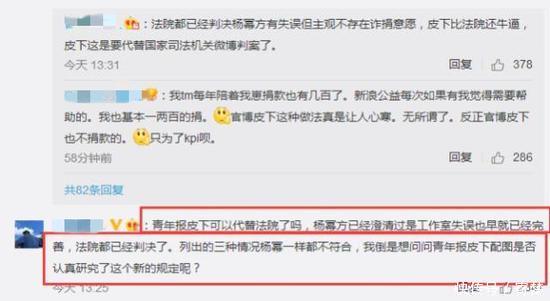 ：法院都已经判决杨幂方有失误但主观不存在诈捐意愿，皮下比法院还牛逼，
皮下这是要代替国家司法机关微博判案了。
今天 13:31
回复
378
：我tm每年陪着我崽捐款也有几百了。新浪公益每次如果有我觉得需要帮
助的。我也基本一两百的捐。官博皮下这种做法真是让人心寒。无所谓了。反正官博皮下
也不捐款的。只为了kpi呗。
58分钟前
回复
286
共82条回复
：青年报皮下可以代替法院了吗，杨幂方已经澄清过是工作室失误也早就已经完
善，法院都已经判决了。列出的三种情况杨幂一样都不符合，我倒是想问问青年报皮下配图是否
认真研究了这个新的规定呢？
今天 13:25